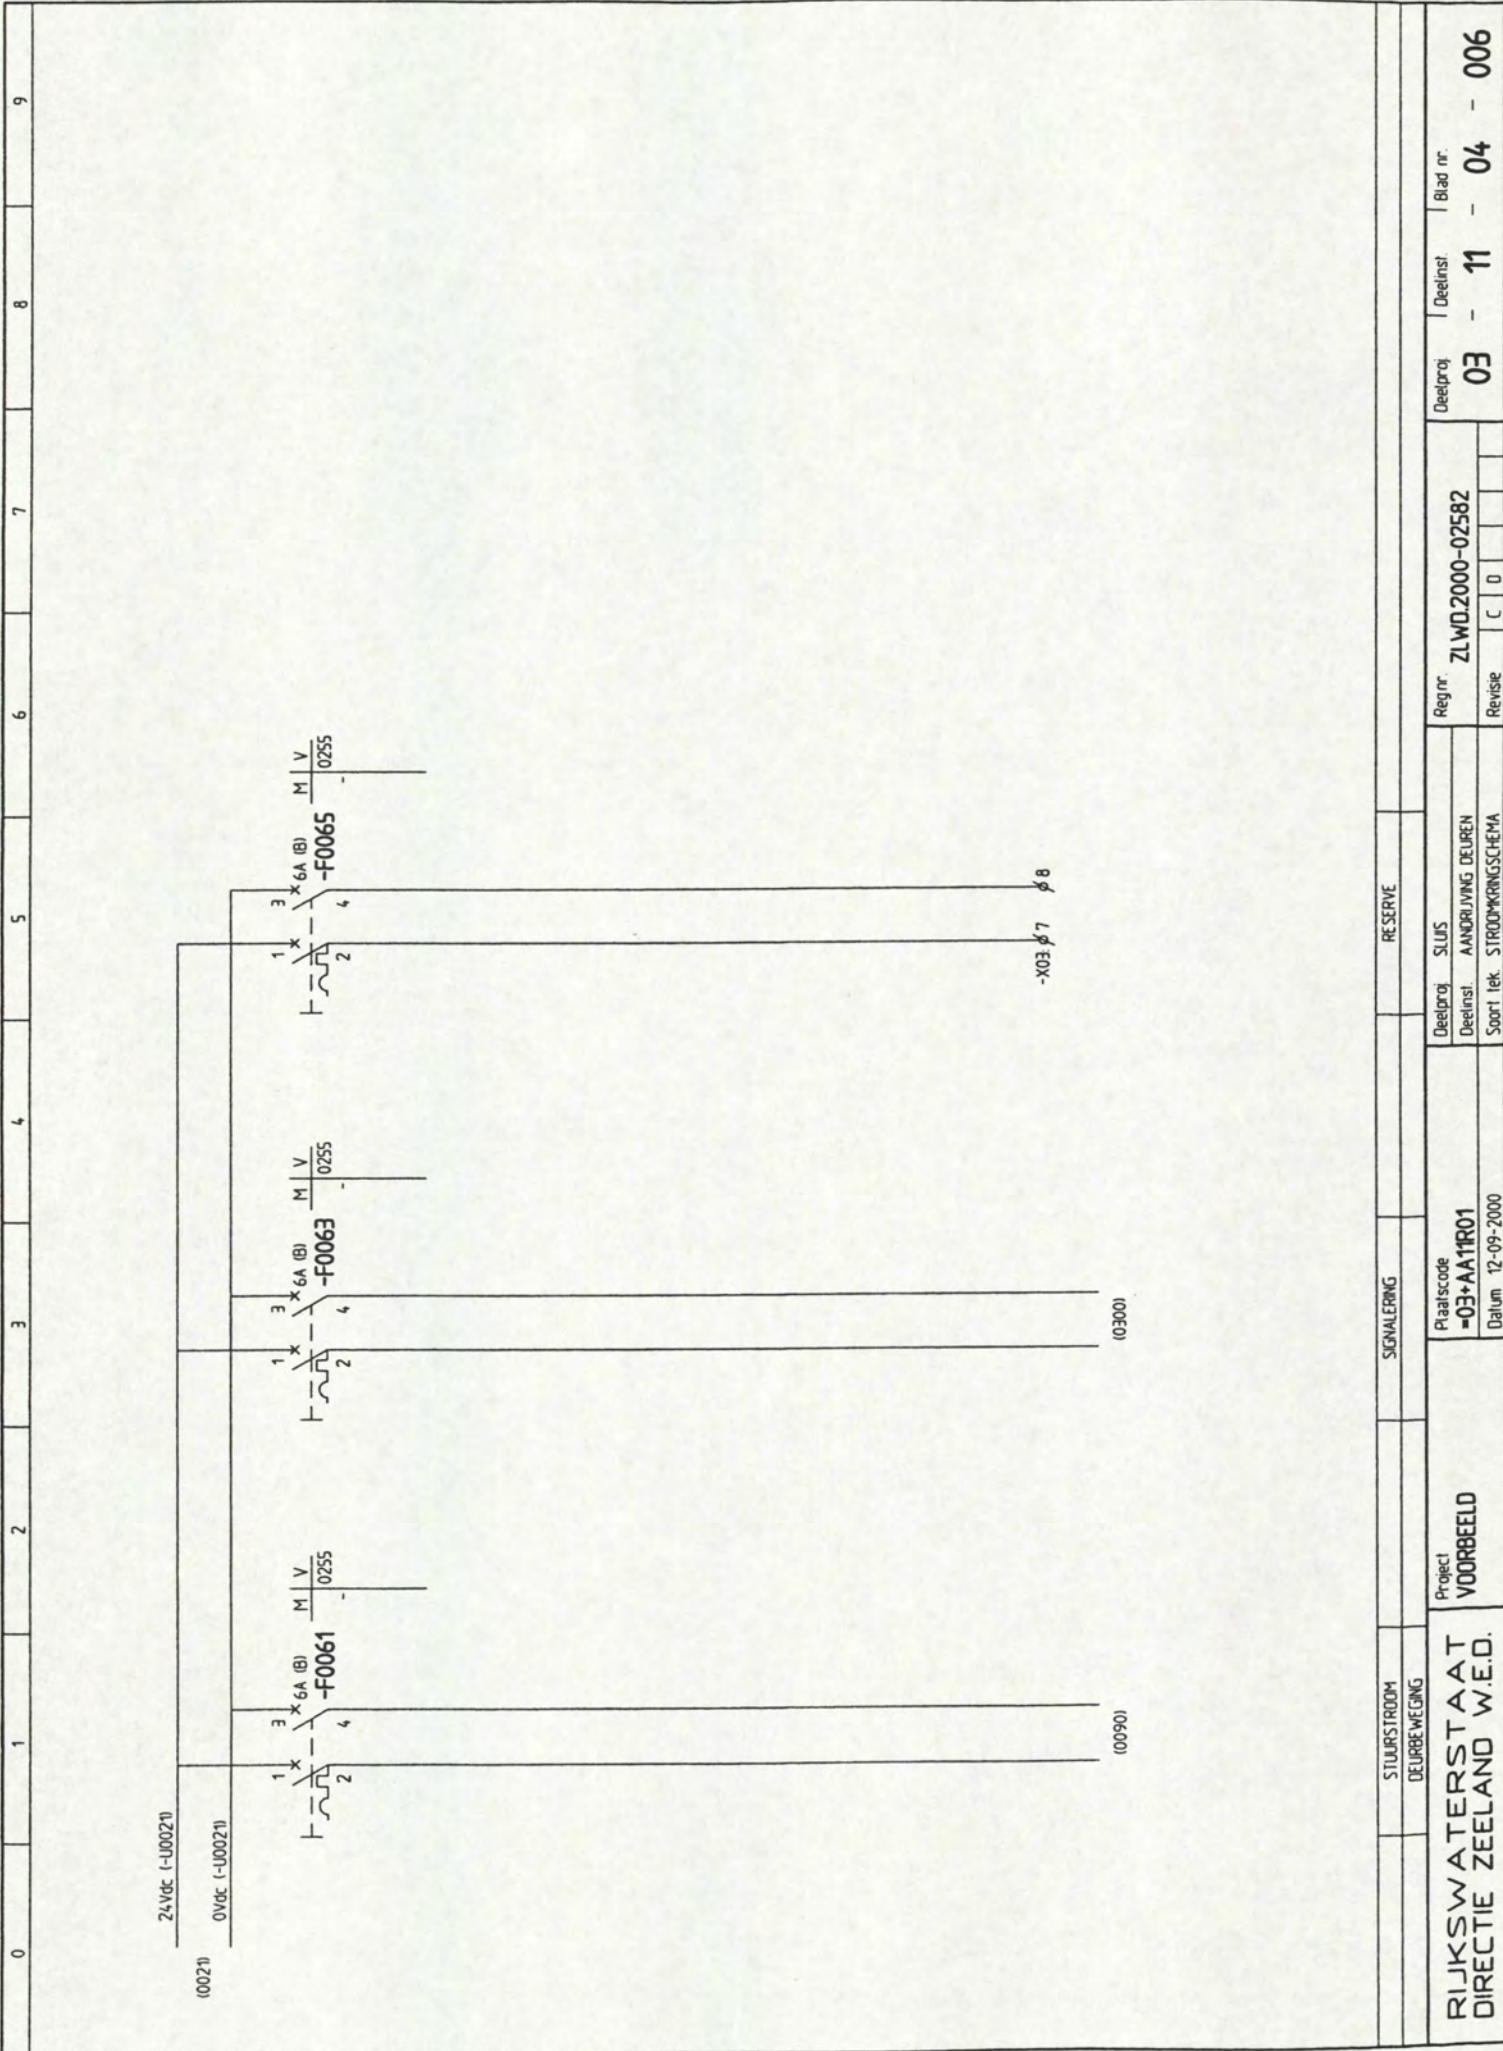 0 1 2 3 4 5 6 7 8 9
24Vdc (-U0021)
(0021)
0Vdc (-U0021)
1 3 × 6A (B)
-F0061
2 4
M V
- 0255
1 3 × 6A (B)
-F0063
2 4
M V
- 0255
1 3 × 6A (B)
-F0065
2 4
M V
- 0255
-X03: 7 8
(0090)
(0300)
STUURSTROOM SIGNALERING RESERVE
DEURBEWEGING
RIJKSWATERSTAAT
DIRECTIE ZEELAND W.E.D.
Project
VOORBEELD
Plaatscode
=03+AA11R01
Datum 12-09-2000
Deelproj SLUIS
Deelinst. AANDRIJVING DEUREN
Soort tek. STROOMKRINGSCHEMA
Regnr. ZLWD.2000-02582
Revisie C D
Deelproj Deelinst. Blad nr.
03 - 11 - 04 - 006